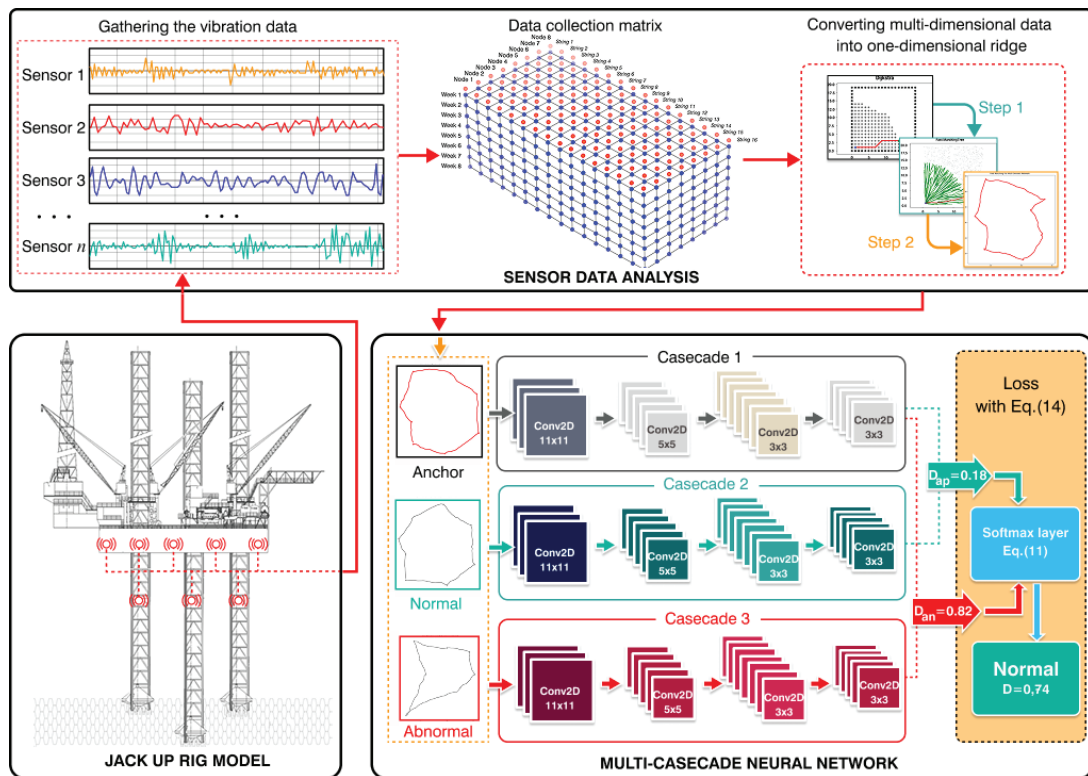 Gathering the vibration data
Sensor 1
Sensor 2
Sensor 3
• • •
• • •
Sensor n
Data collection matrix
Node 8
Node 7
Node 6
Node 5
Node 4
Node 3
Node 2
Node 1
String 1
String 2
String 3
String 4
String 5
String 6
String 7
String 8
String 9
String 10
String 11
String 12
String 13
String 14
String 15
String 16
Week 1
Week 2
Week 3
Week 4
Week 5
Week 6
Week 7
Week 8
Converting multi-dimensional data
into one-dimensional ridge
Dijkstra
Step 1
Step 2
SENSOR DATA ANALYSIS
JACK UP RIG MODEL
Anchor
Normal
Abnormal
Casecade 1
Conv2D
11x11
Conv2D
5x5
Conv2D
3x3
Conv2D
3x3
Casecade 2
Conv2D
11x11
Conv2D
5x5
Conv2D
3x3
Conv2D
3x3
Casecade 3
Conv2D
11x11
Conv2D
5x5
Conv2D
3x3
Conv2D
3x3
Loss
with Eq.(14)
Dap=0.18
Softmax layer
Eq.(11)
Dan=0.82
Normal
D=0,74
MULTI-CASECADE NEURAL NETWORK